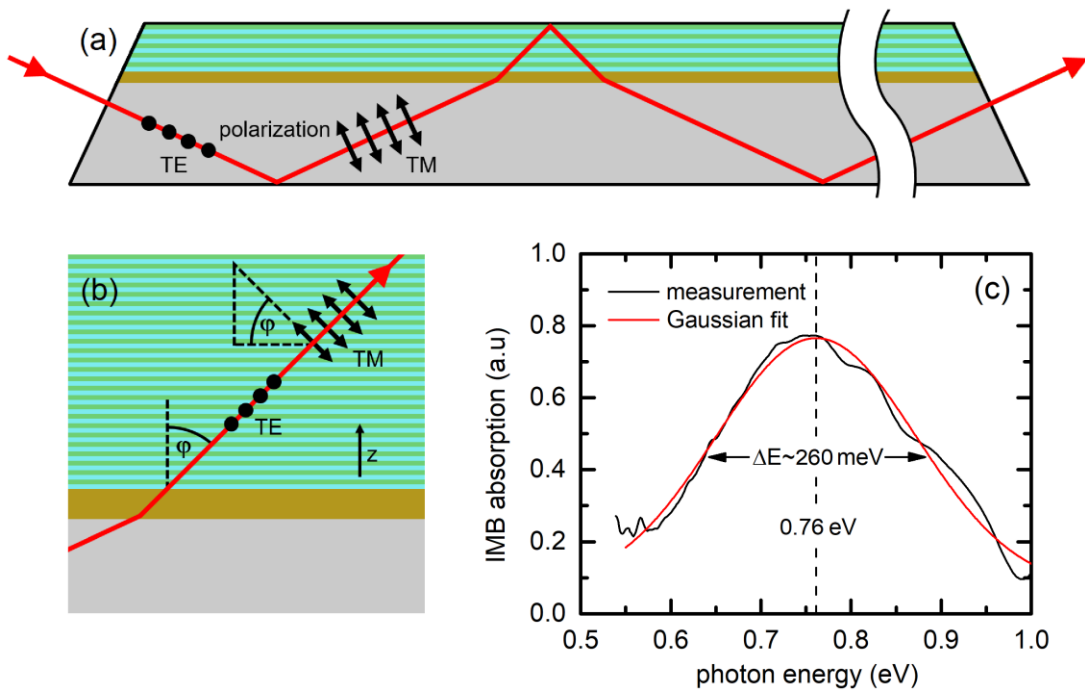 (a)
polarization
TE
TM
(b)
φ
TM
TE
φ
z
(c)
measurement
Gaussian fit
ΔE~260 meV
0.76 eV
IMB absorption (a.u)
1.0
0.8
0.6
0.4
0.2
0.0
0.5 0.6 0.7 0.8 0.9 1.0
photon energy (eV)